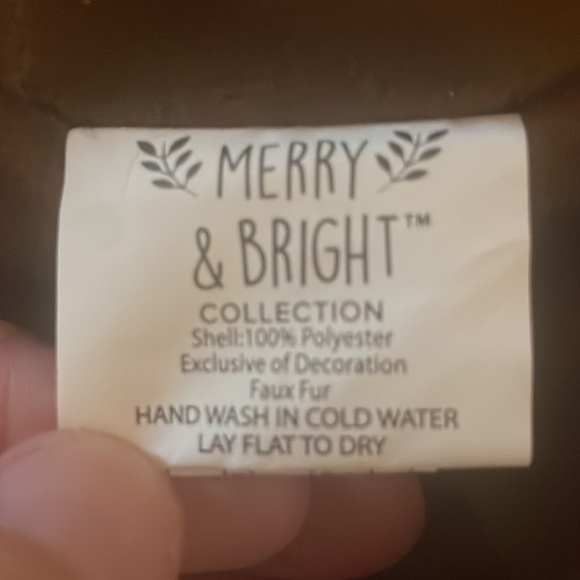 MERRY
& BRIGHT™
COLLECTION
Shell:100% Polyester
Exclusive of Decoration
Faux Fur
HAND WASH IN COLD WATER
LAY FLAT TO DRY